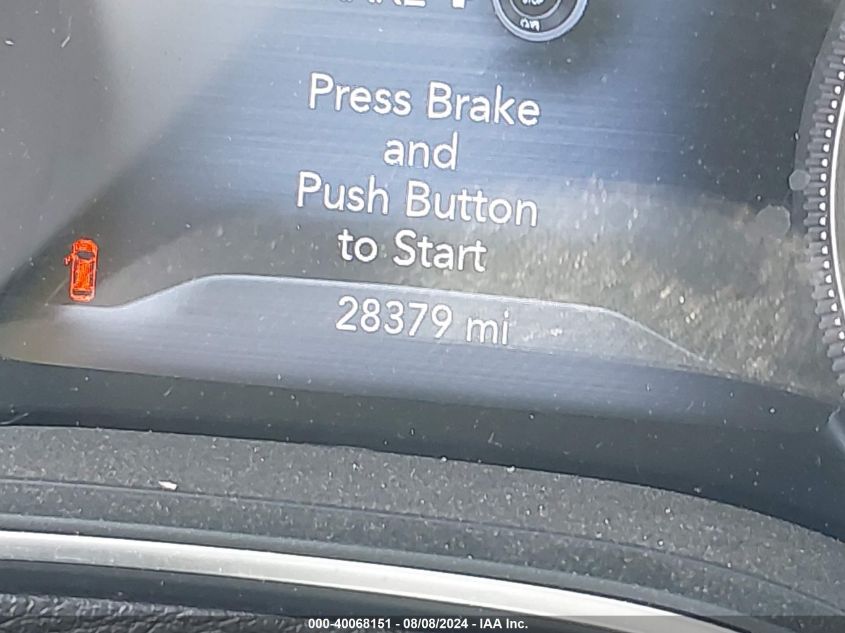 Press Brake
and
Push Button
to Start
28379 mi
000-40068151 - 08/08/2024 - IAA Inc.